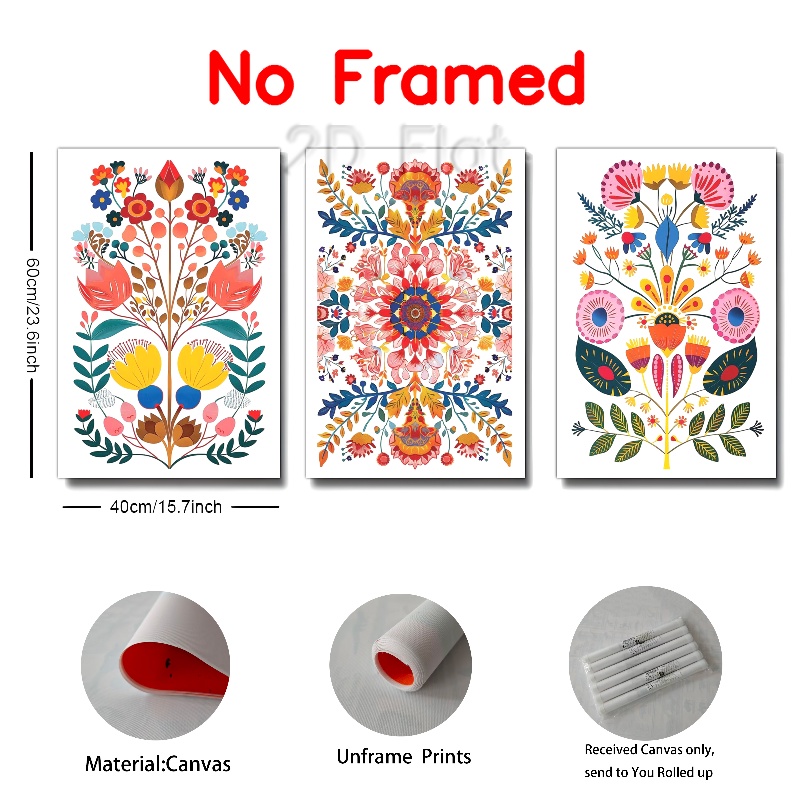 No Framed
2D Flat
60cm/23.6inch
40cm/15.7inch
Material:Canvas
Unframe Prints
Received Canvas only,
send to You Rolled up